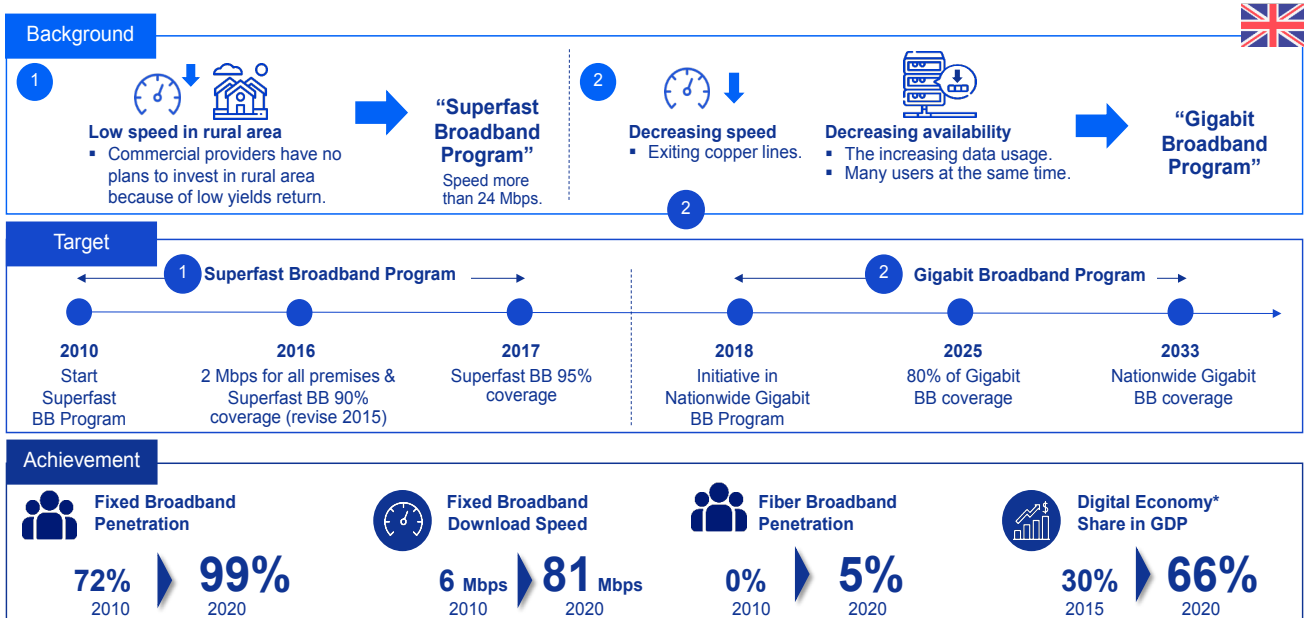 Background
1
Low speed in rural area
▪ Commercial providers have no
plans to invest in rural area
because of low yields return.
“Superfast
Broadband
Program”
Speed more
than 24 Mbps.
2
Decreasing speed
▪ Exiting copper lines.
Decreasing availability
▪ The increasing data usage.
▪ Many users at the same time.
“Gigabit
Broadband
Program”
2
Target
1 Superfast Broadband Program
2 Gigabit Broadband Program
2010
Start
Superfast
BB Program
2016
2 Mbps for all premises &
Superfast BB 90%
coverage (revise 2015)
2017
Superfast BB 95%
coverage
2018
Initiative in
Nationwide Gigabit
BB Program
2025
80% of Gigabit
BB coverage
2033
Nationwide Gigabit
BB coverage
Achievement
Fixed Broadband
Penetration
72%
2010
99%
2020
Fixed Broadband
Download Speed
6 Mbps
2010
81 Mbps
2020
Fiber Broadband
Penetration
0%
2010
5%
2020
$
Digital Economy*
Share in GDP
30%
2015
66%
2020